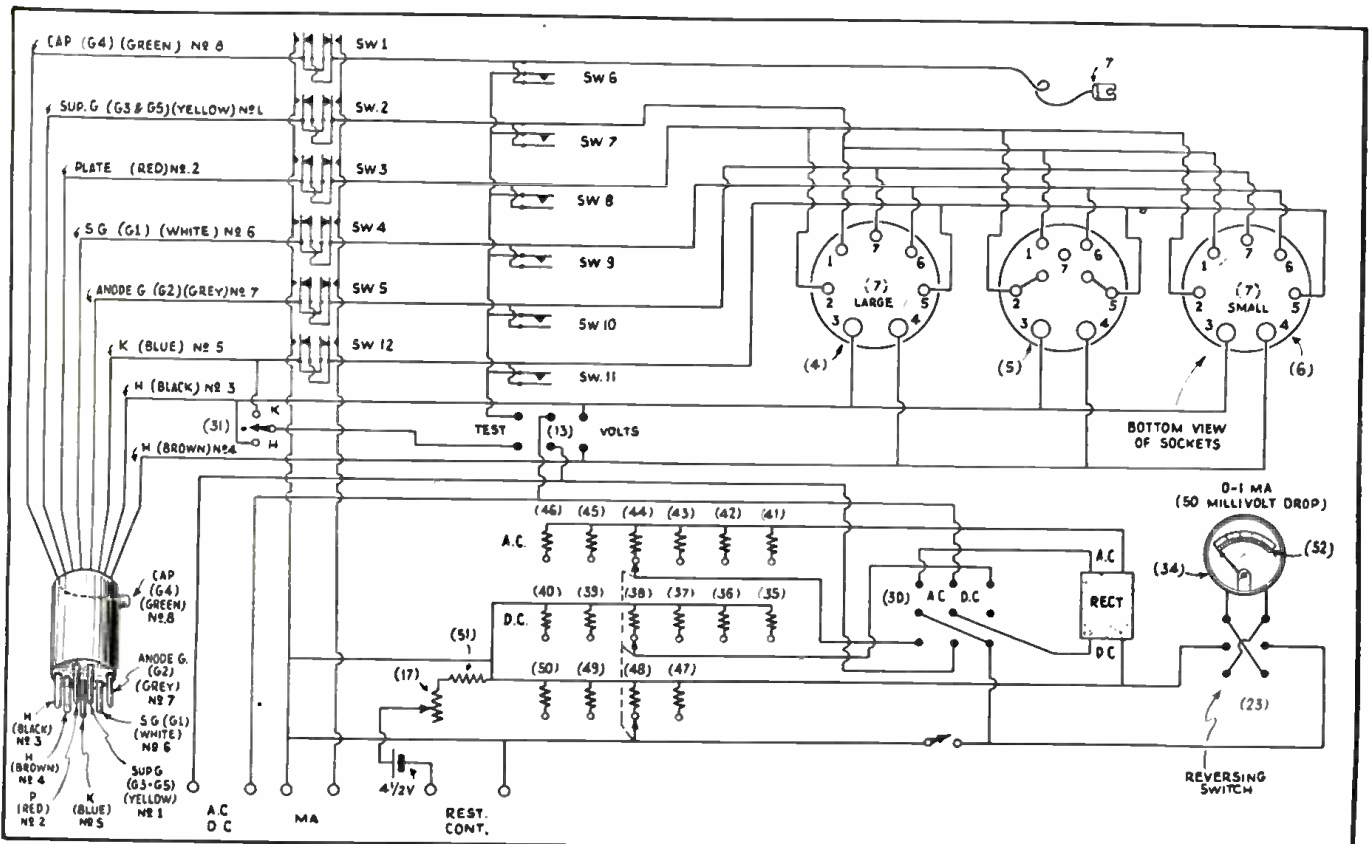 CAP (G4) (GREEN) Nº 8
SUP. G (G3 & G5) (YELLOW) Nº 1.
PLATE (RED) Nº. 2
S G (G1) (WHITE) Nº 6
ANODE G (G2) (GREY) Nº 7
K (BLUE) Nº 5
H (BLACK) Nº 3
H (BROWN) Nº 4
(31)
K
H
SW 1
SW. 2
SW 3
SW 4
SW 5
SW 12
SW 6
SW 7
SW 8
SW 9
SW 10
SW. 11
TEST
(13)
VOLTS
7
1
7
6
2
(7)
LARGE
5
3
4
(4)
1
6
7
2
5
3
4
(5)
1
7
6
2
(7)
SMALL
5
3
4
(6)
BOTTOM VIEW
OF SOCKETS
0-1 MA
(50 MILLIVOLT DROP)
(52)
(34)
(23)
REVERSING
SWITCH
A.C.
(46) (45) (44) (43) (42) (41)
D.C.
(40) (39) (38) (37) (36) (35)
(50) (49) (48) (47)
(51)
(17)
(30)
A C
D.C.
A.C
RECT
D C
4½V
A.C
D C
MA
REST.
CONT.
CAP
(G4)
(GREEN)
Nº 8
ANODE G.
(G2)
(GREY)
Nº 7
S G (G1)
(WHITE)
Nº 6
SUP G
(G3-G5)
(YELLOW)
Nº 1
K
(BLUE)
Nº 5
P
(RED)
Nº 2
H
(BROWN)
Nº 4
H
(BLACK)
Nº 3